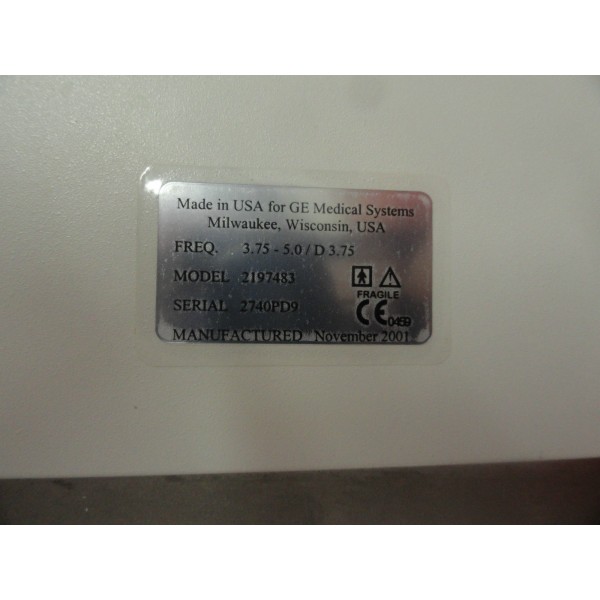 Made in USA for GE Medical Systems
Milwaukee, Wisconsin, USA
FREQ. 3.75 - 5.0 / D 3.75
MODEL 2197483
FRAGILE
SERIAL 2740PD9
CE 0459
MANUFACTURED November 2001